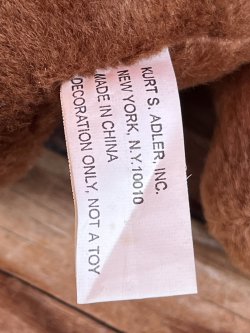 KURT S. ADLER, INC.
NEW YORK, N.Y. 10010
MADE IN CHINA
DECORATION ONLY, NOT A TOY